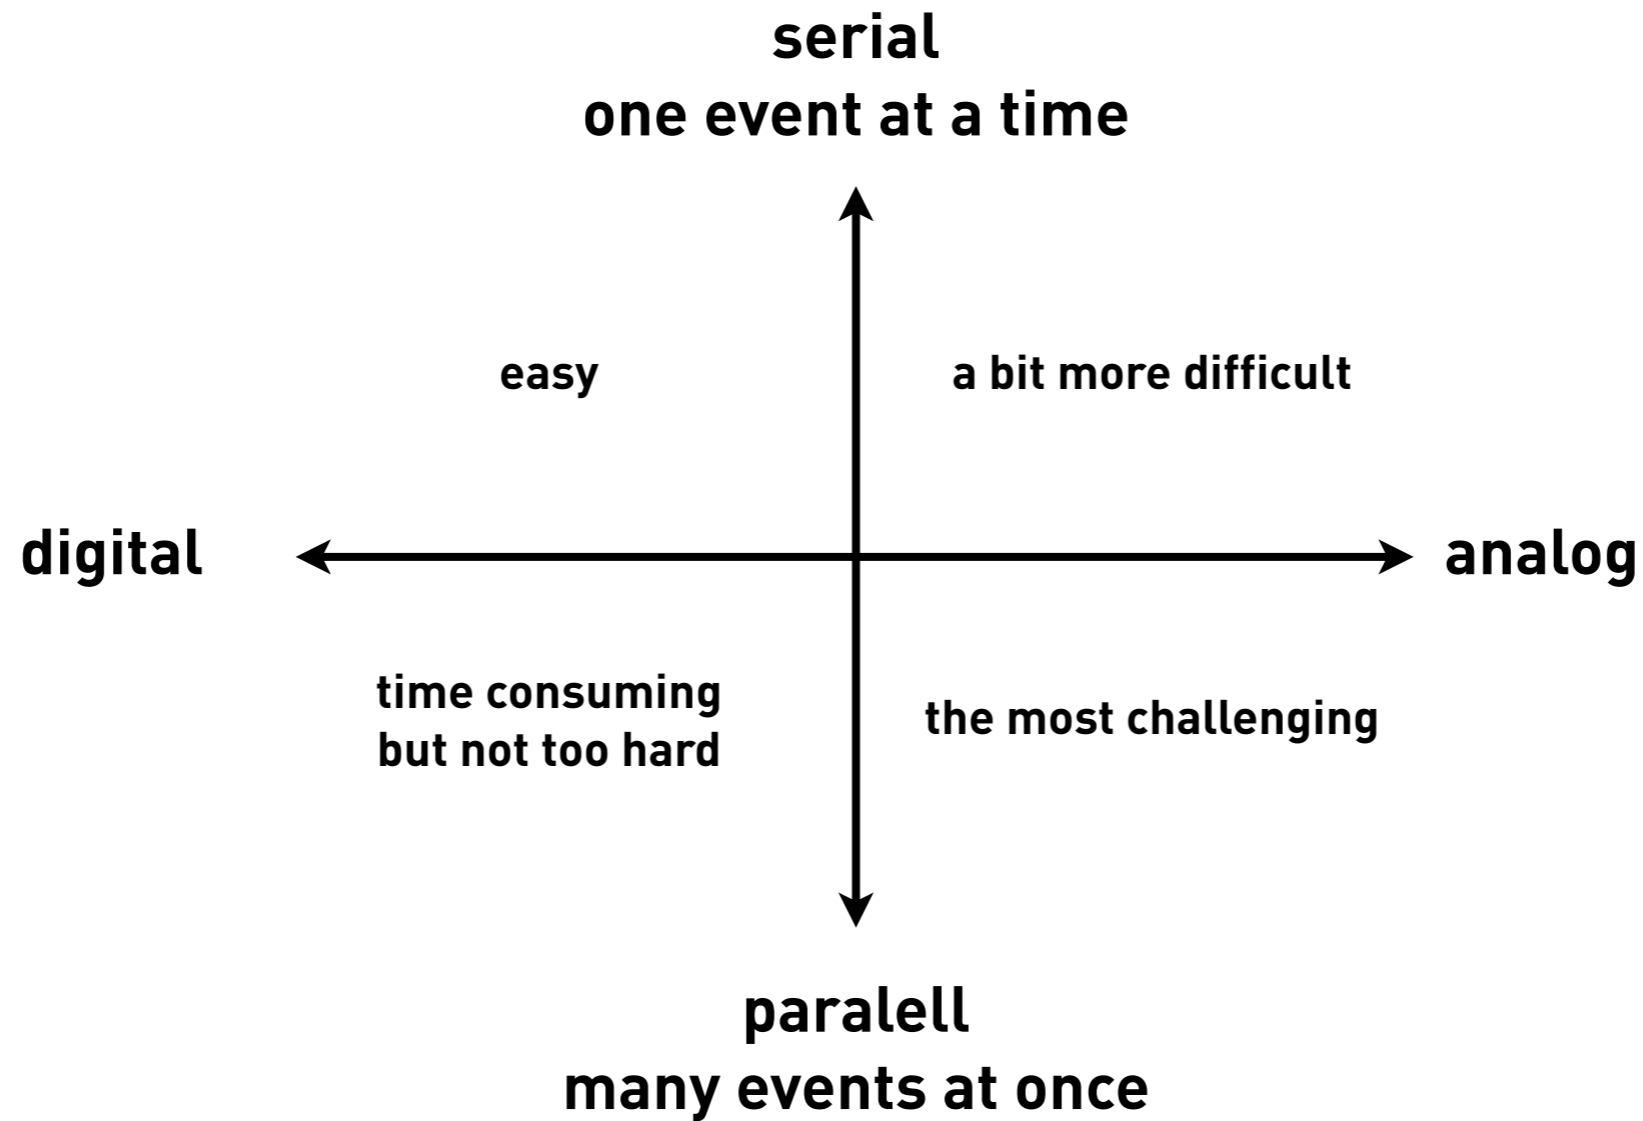 serial
one event at a time
easy
a bit more difficult
digital
analog
time consuming
but not too hard
the most challenging
paralell
many events at once